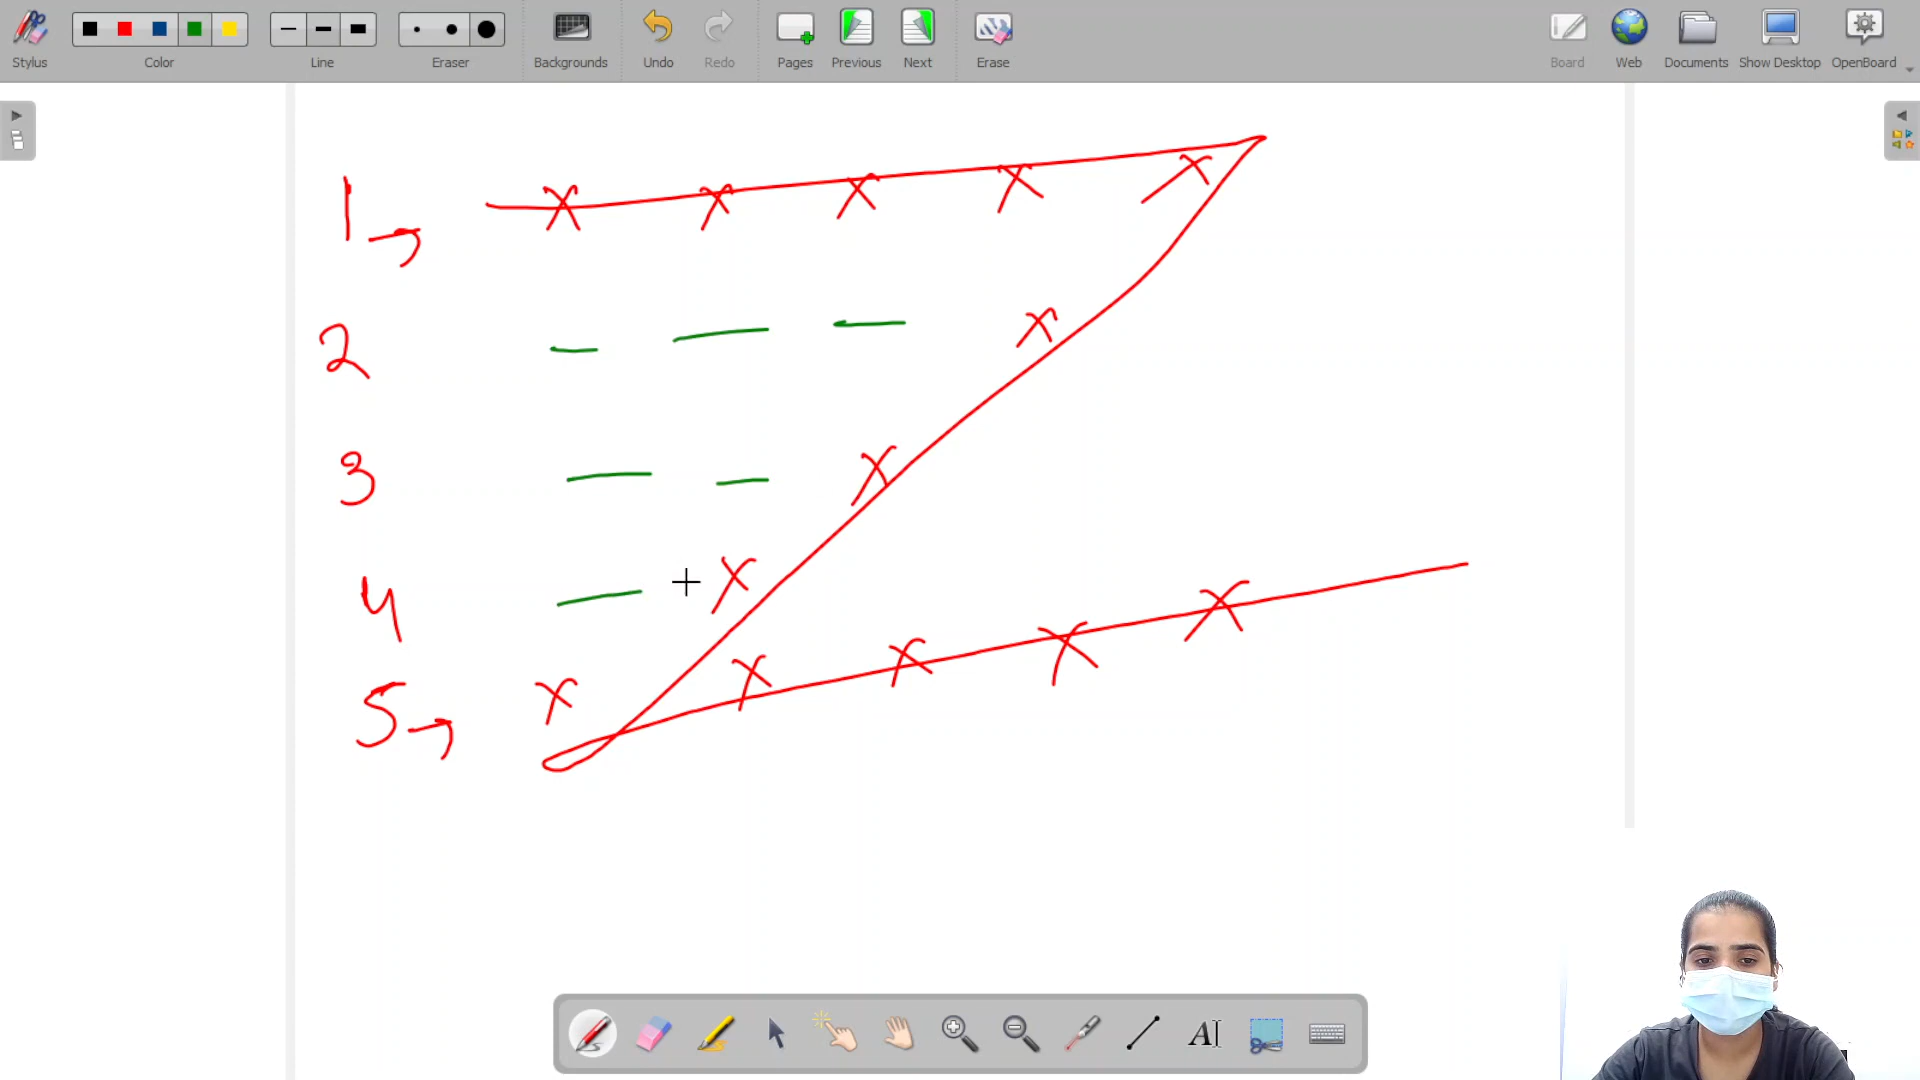 Stylus Color Line Eraser Backgrounds Undo Redo Pages Previous Next Erase Board Web Documents Show Desktop OpenBoard
1 → x x x x x
2 — — — x
3 — — x
4 — x
5 → x x x x x